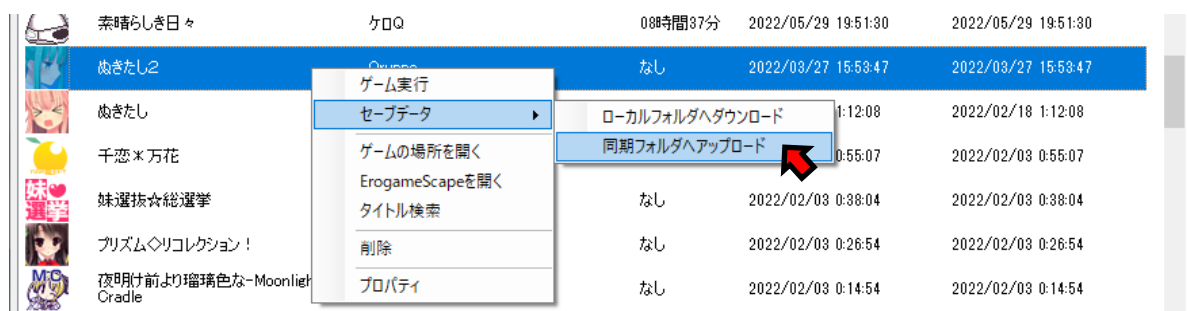 素晴らしき日々 ケロQ 08時間37分 2022/05/29 19:51:30 2022/05/29 19:51:30
ぬきたし2 なし 2022/03/27 15:53:47 2022/03/27 15:53:47
ゲーム実行
ぬきたし セーブデータ ローカルフォルダへダウンロード 1:12:08 2022/02/18 1:12:08
同期フォルダへアップロード
千恋*万花 ゲームの場所を開く 0:55:07 2022/02/03 0:55:07
ErogameScapeを開く
妹選抜☆総選挙 なし 2022/02/03 0:38:04 2022/02/03 0:38:04
タイトル検索
プリズム◇リコレクション! 削除 なし 2022/02/03 0:26:54 2022/02/03 0:26:54
夜明け前より瑠璃色な-Moonlight
Cradle プロパティ なし 2022/02/03 0:14:54 2022/02/03 0:14:54
妹
選挙